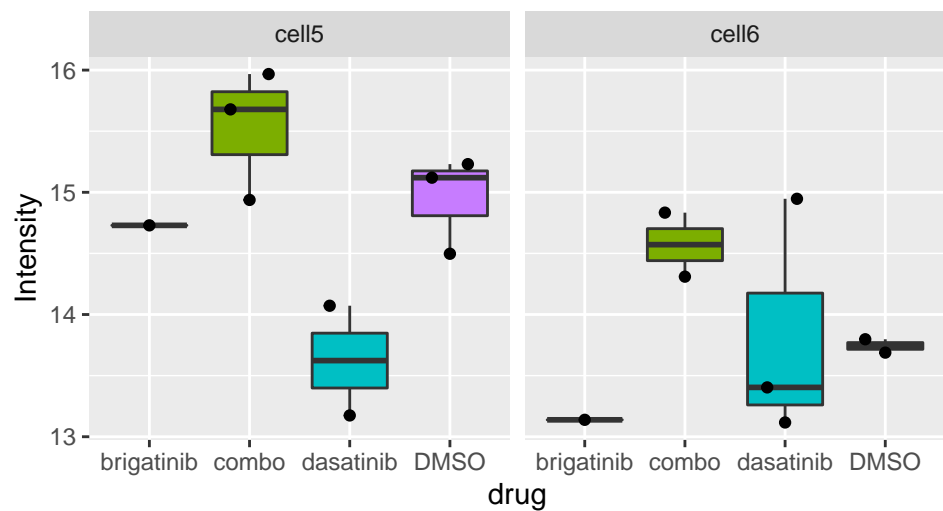 cell5 cell6
16
15
14
13
Intensity
brigatinib combo dasatinib DMSO brigatinib combo dasatinib DMSO
drug